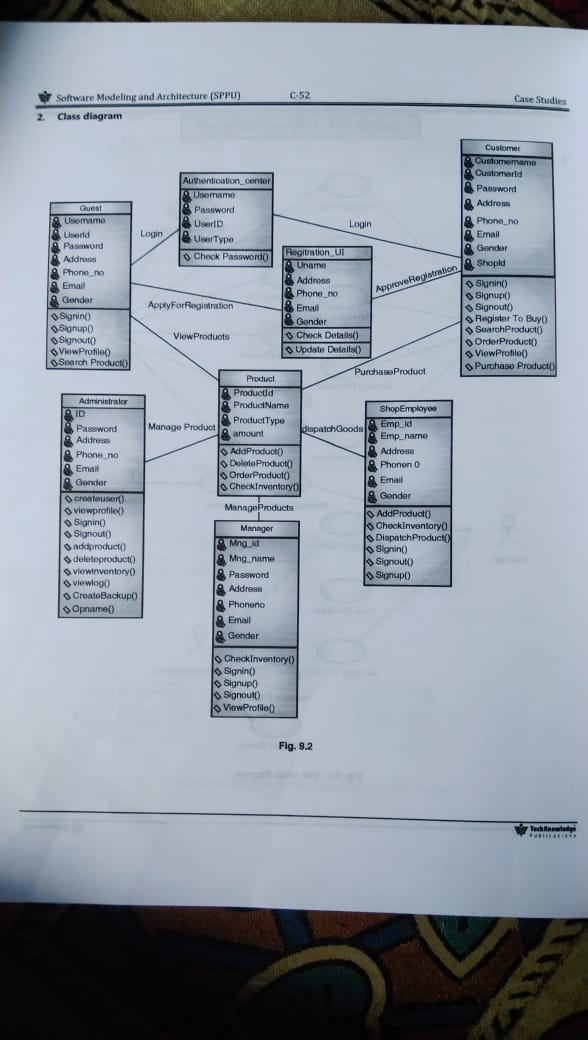 Software Modeling and Architecture (SPPU) C-52 Case Studies
2. Class diagram
Customer
Customername
CustomerId
Password
Address
Phone_no
Email
Gender
ShopId
Signin()
Signup()
Signout()
Register To Buy()
SearchProduct()
OrderProduct()
ViewProfile()
Purchase Product()
Authentication_center
Username
Password
UserID
UserType
Check Password()
Guest
Username
UserId
Password
Address
Phone_no
Email
Gender
Signin()
Signup()
Signout()
ViewProfile()
Search Product()
Login
Login
Regitration_UI
Uname
Address
Phone_no
Email
Gender
Check Details()
Update Details()
ApproveRegistration
ApplyForRegistration
ViewProducts
PurchaseProduct
Product
ProductId
ProductName
ProductType
amount
AddProduct()
DeleteProduct()
OrderProduct()
CheckInventory()
Administrator
ID
Password
Address
Phone_no
Email
Gender
createuser()
viewprofile()
Signin()
Signout()
addproduct()
deleteproduct()
viewinventory()
viewlog()
CreateBackup()
Opname()
Manage Product
dispatchGoods
ShopEmployee
Emp_id
Emp_name
Address
Phonen 0
Email
Gender
AddProduct()
CheckInventory()
DispatchProduct()
Signin()
Signout()
Signup()
ManageProducts
Manager
Mng_id
Mng_name
Password
Address
Phoneno
Email
Gender
CheckInventory()
Signin()
Signup()
Signout()
ViewProfile()
Fig. 9.2
TechKnowledge
Publications